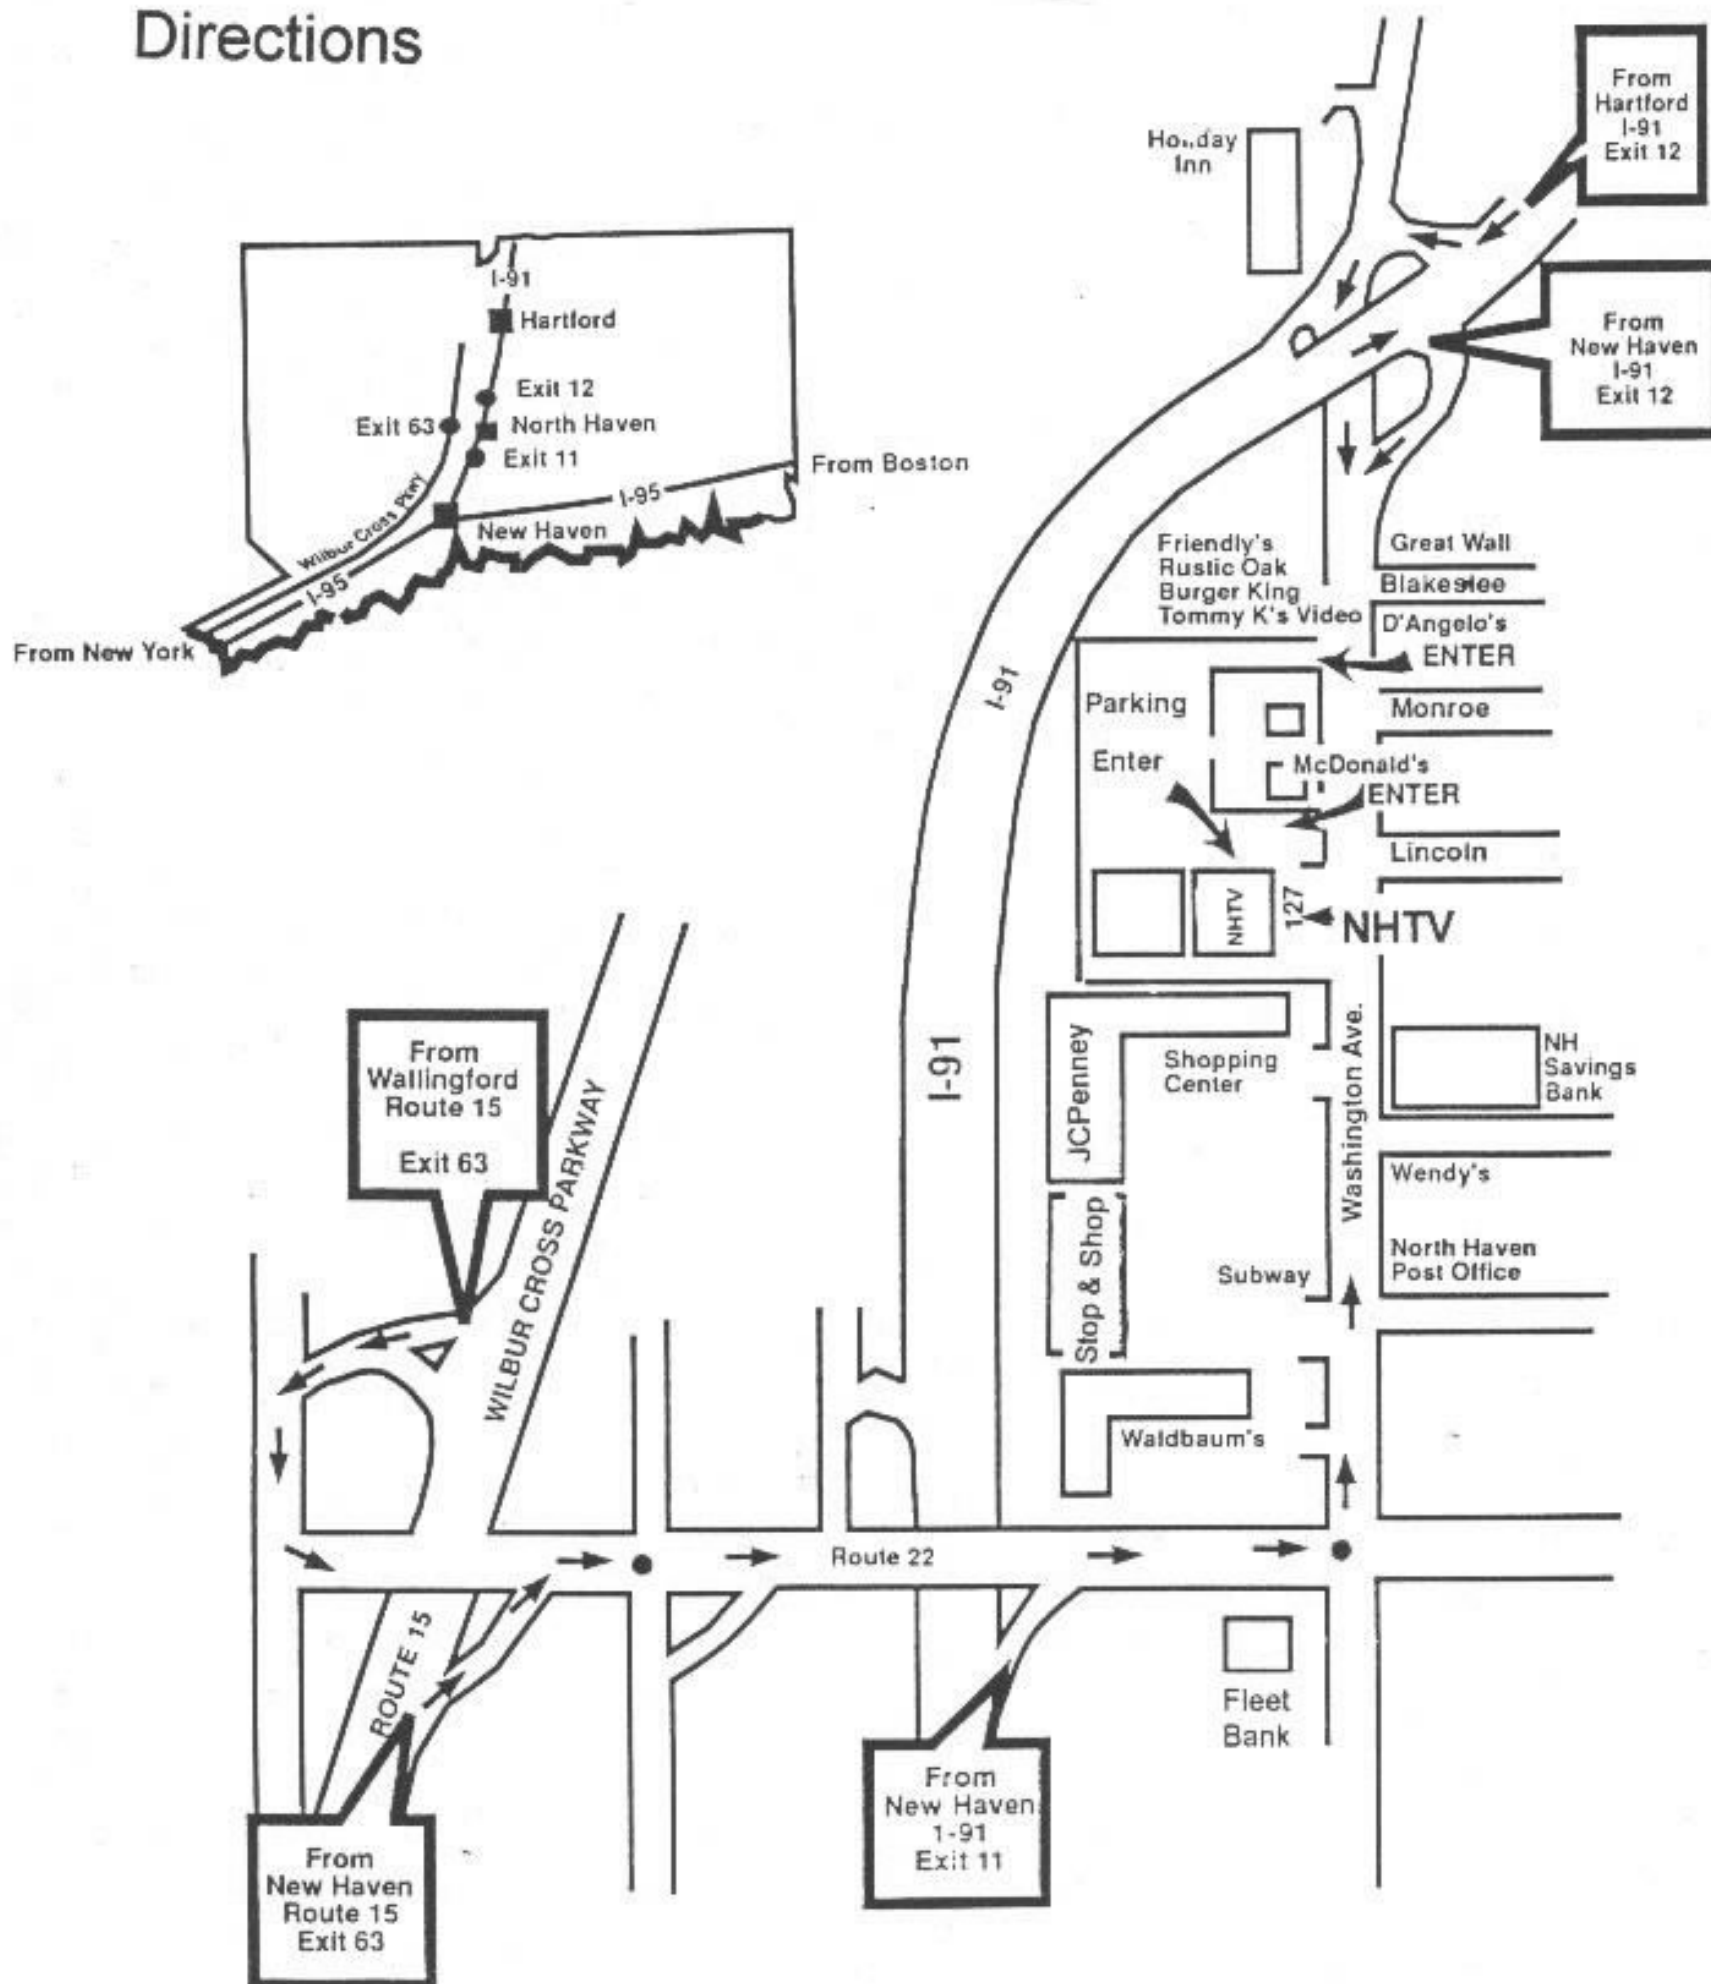 Directions
From
Hartford
I-91
Exit 12
Holiday
Inn
I-91
Hartford
Exit 12
Exit 63
North Haven
Exit 11
From Boston
Wilbur Cross Pkwy
I-95
New Haven
I-95
From New York
From
New Haven
I-91
Exit 12
Friendly's
Rustic Oak
Burger King
Tommy K's Video
Great Wall
Blakeslee
D'Angelo's
ENTER
I-91
Parking
Monroe
Enter
McDonald's
ENTER
Lincoln
NHTV
127
NHTV
From
Wallingford
Route 15
Exit 63
WILBUR CROSS PARKWAY
I-91
JCPenney
Shopping
Center
Washington Ave.
NH
Savings
Bank
Wendy's
North Haven
Post Office
Subway
Stop & Shop
Waldbaum's
Route 22
ROUTE 15
Fleet
Bank
From
New Haven
1-91
Exit 11
From
New Haven
Route 15
Exit 63